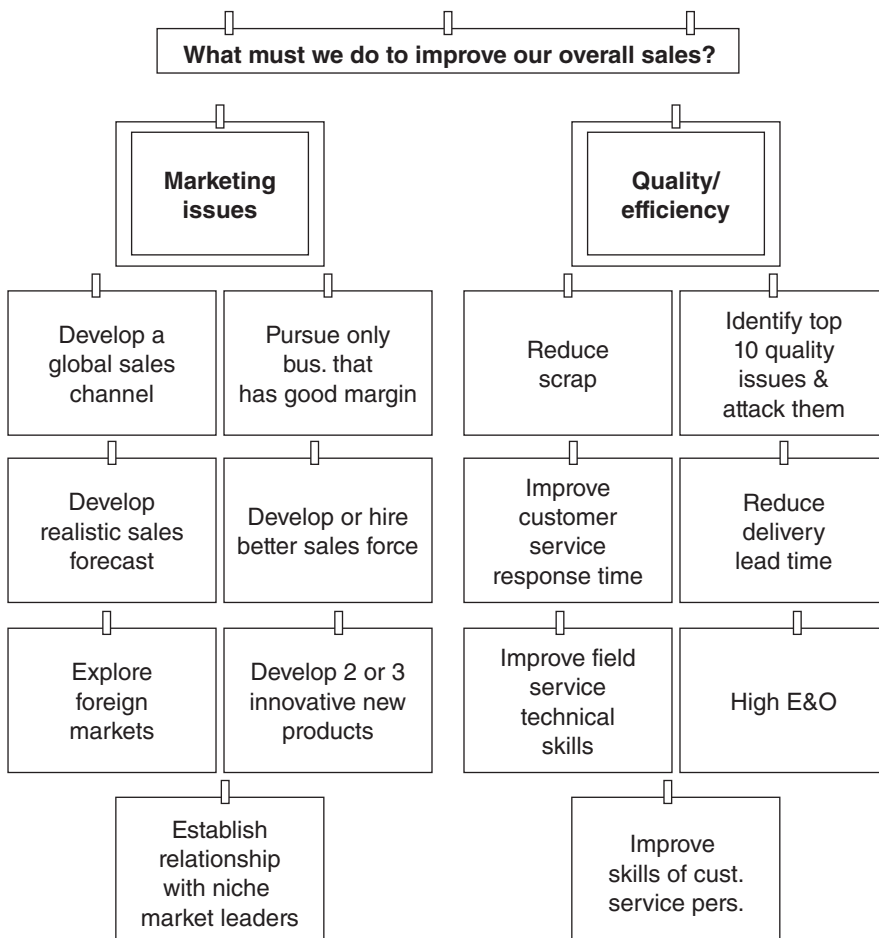 What must we do to improve our overall sales?
Marketing
issues
Develop a
global sales
channel
Pursue only
bus. that
has good margin
Develop
realistic sales
forecast
Develop or hire
better sales force
Explore
foreign
markets
Develop 2 or 3
innovative new
products
Establish
relationship
with niche
market leaders
Quality/
efficiency
Reduce
scrap
Identify top
10 quality
issues &
attack them
Improve
customer
service
response time
Reduce
delivery
lead time
Improve field
service
technical
skills
High E&O
Improve
skills of cust.
service pers.